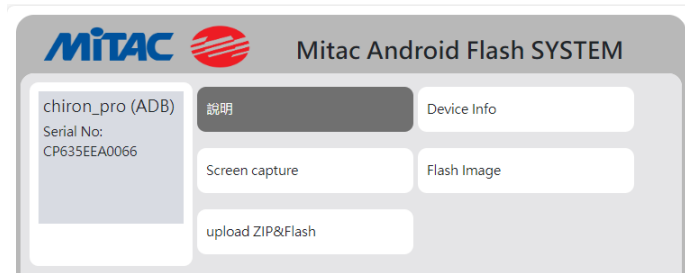 MiTAC
Mitac Android Flash SYSTEM
chiron_pro (ADB)
Serial No:
CP635EEA0066
說明
Device Info
Screen capture
Flash Image
upload ZIP&Flash